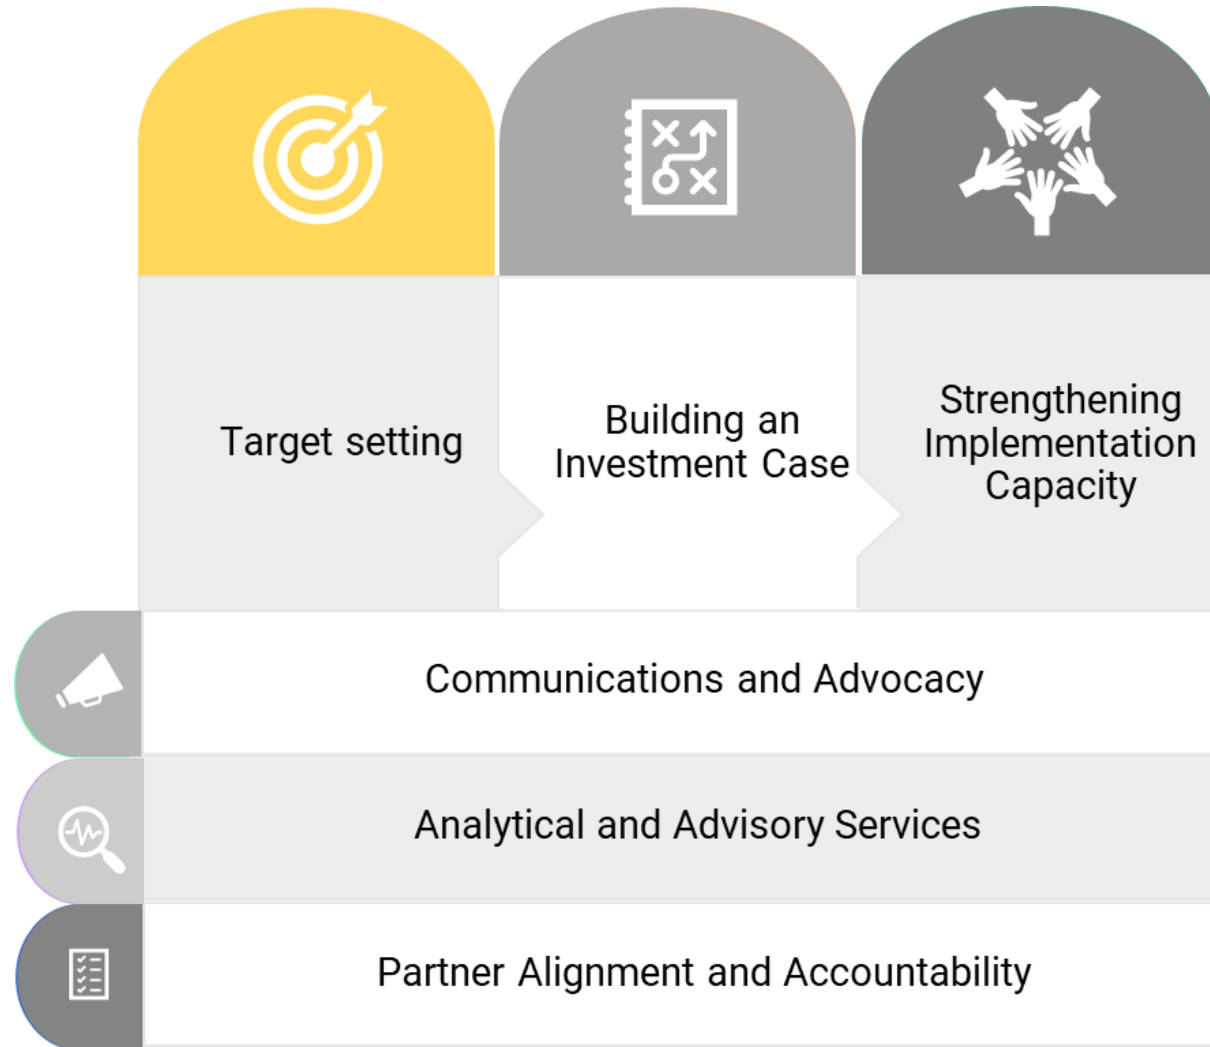 Target setting
Building an
Investment Case
Strengthening
Implementation
Capacity
Communications and Advocacy
Analytical and Advisory Services
Partner Alignment and Accountability